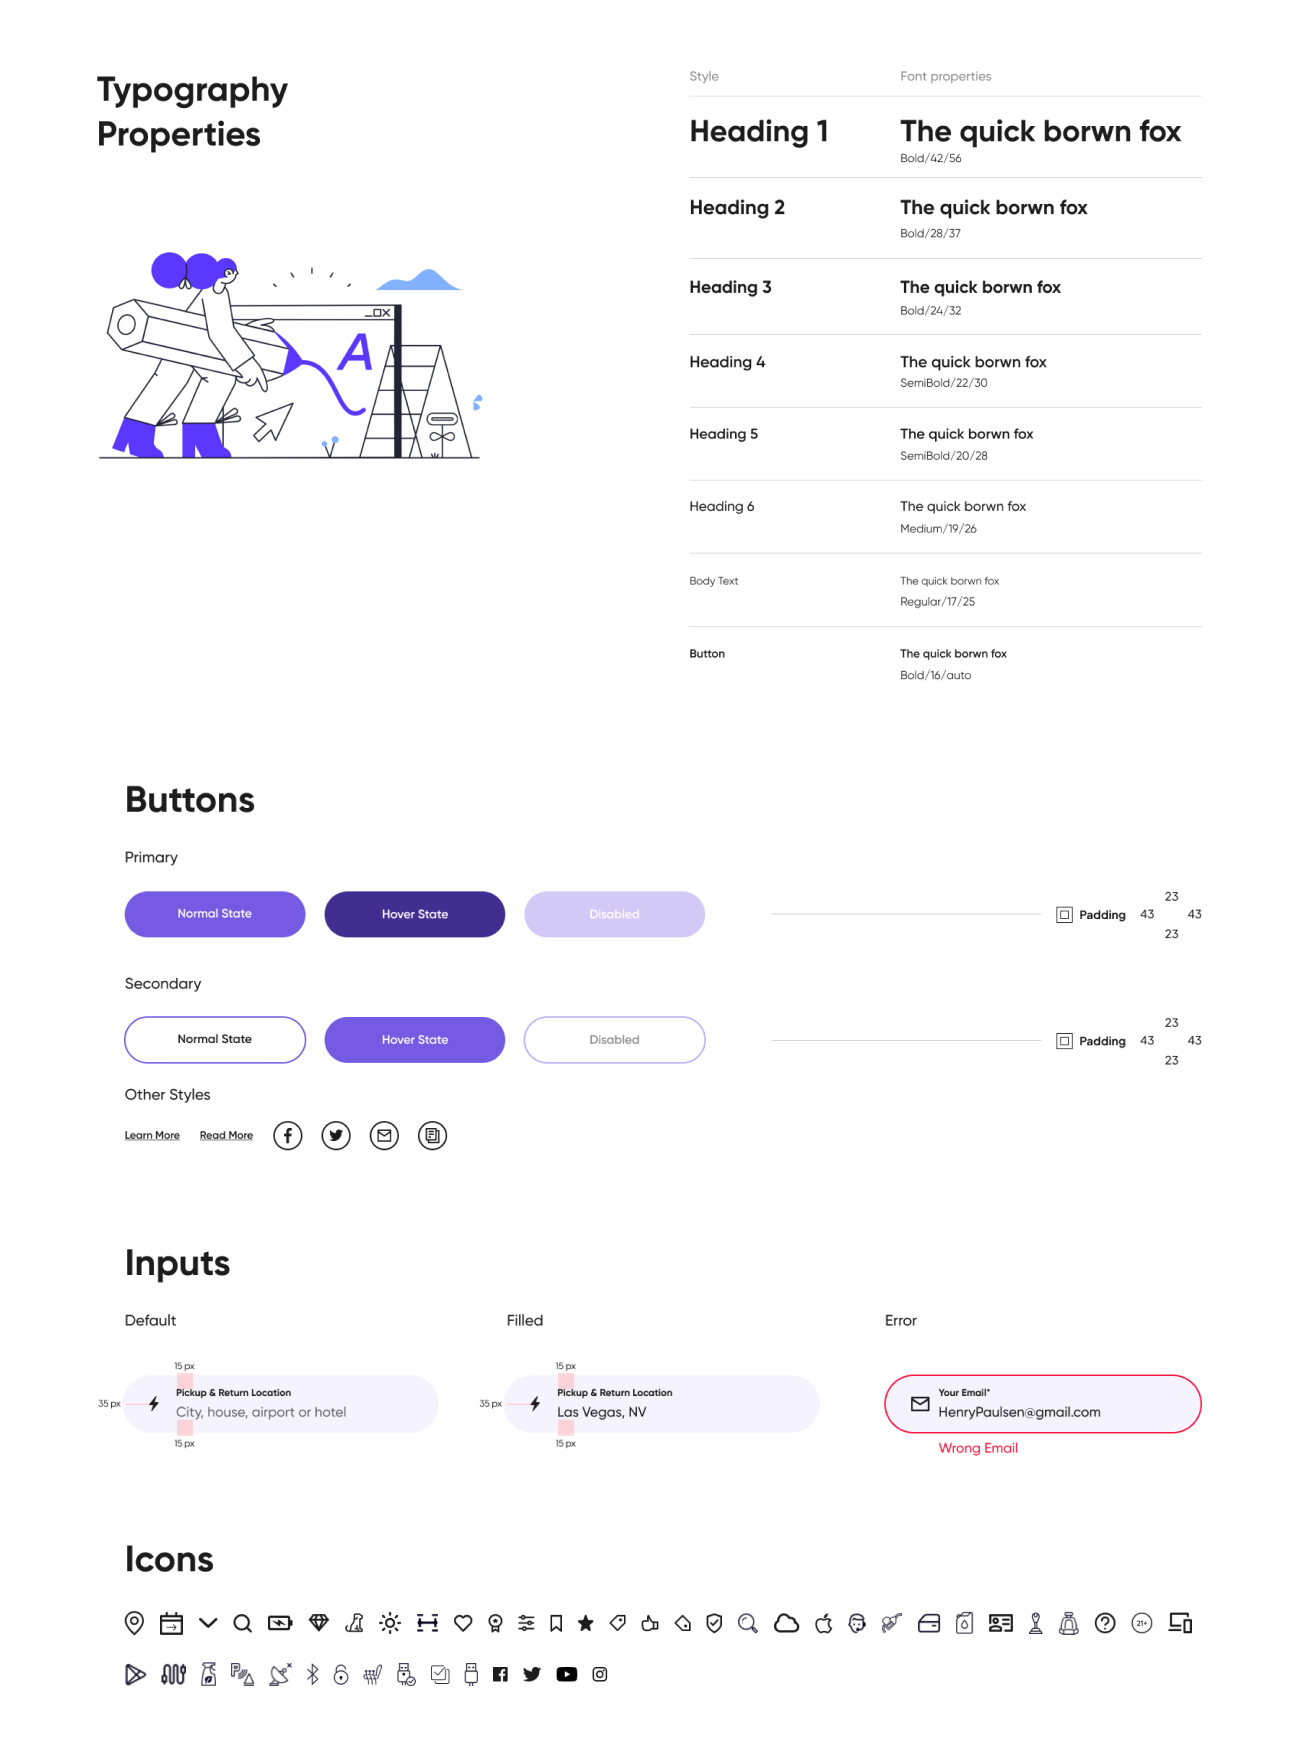 Typography
Properties
Style
Font properties
Heading 1
The quick borwn fox
Bold/42/56
Heading 2
The quick borwn fox
Bold/28/37
Heading 3
The quick borwn fox
Bold/24/32
Heading 4
The quick borwn fox
SemiBold/22/30
Heading 5
The quick borwn fox
SemiBold/20/28
Heading 6
The quick borwn fox
Medium/19/26
Body Text
The quick borwn fox
Regular/17/25
Button
The quick borwn fox
Bold/16/auto
A
Buttons
Primary
Normal State
Hover State
Disabled
23
Padding 43 43
23
Secondary
Normal State
Hover State
Disabled
23
Padding 43 43
23
Other Styles
Learn More
Read More
Inputs
Default
Filled
Error
15 px
35 px
Pickup & Return Location
City, house, airport or hotel
15 px
15 px
35 px
Pickup & Return Location
Las Vegas, NV
15 px
Your Email*
HenryPaulsen@gmail.com
Wrong Email
Icons
21+
P